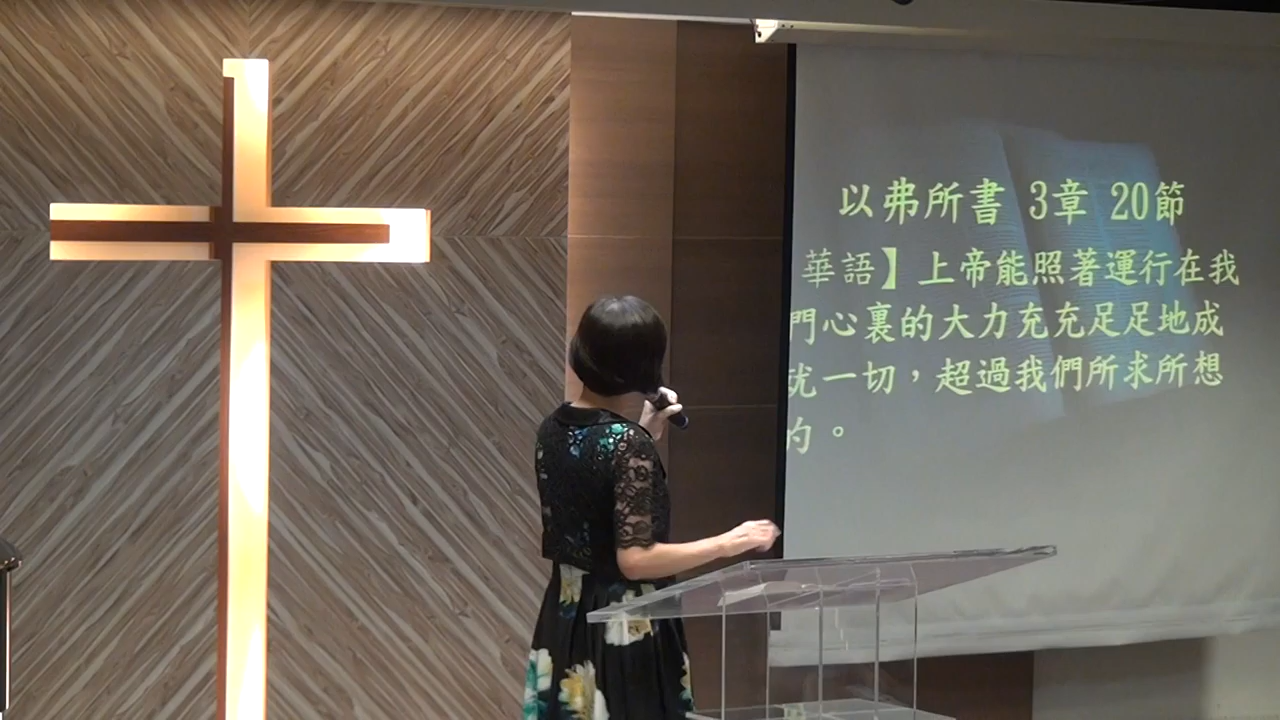 以弗所書 3章 20節
華語】上帝能照著運行在我
門心裏的大力充充足足地成
就一切，超過我們所求所想
的。